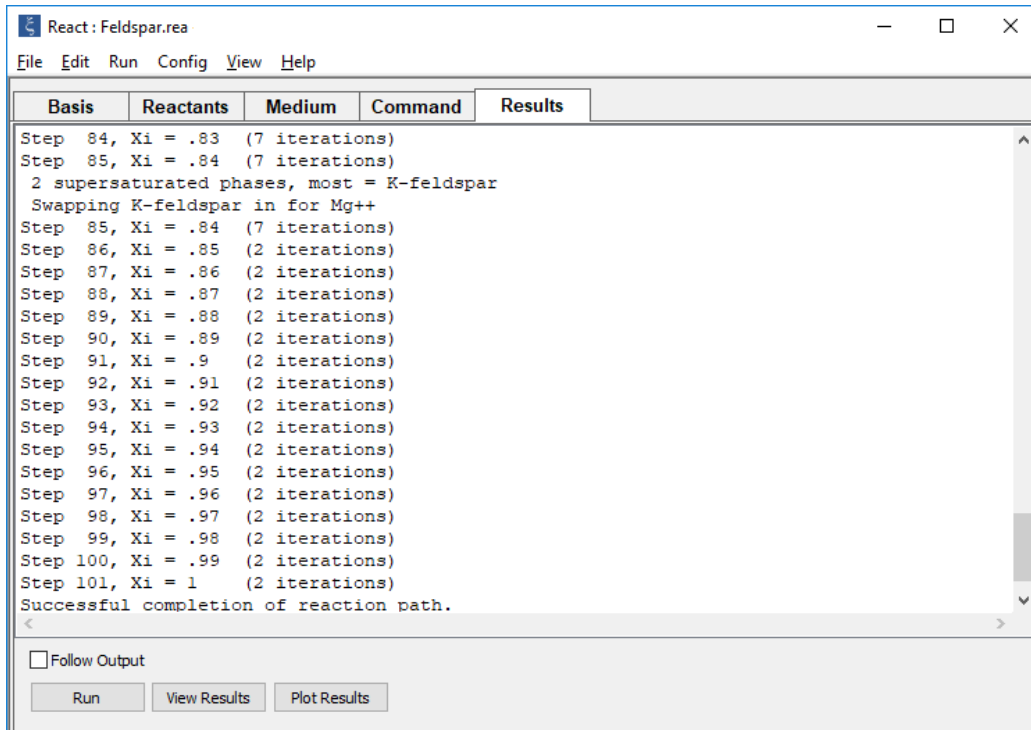 React : Feldspar.rea
File Edit Run Config View Help
Basis Reactants Medium Command Results
Step  84, Xi = .83  (7 iterations)
Step  85, Xi = .84  (7 iterations)
 2 supersaturated phases, most = K-feldspar
 Swapping K-feldspar in for Mg++
Step  85, Xi = .84  (7 iterations)
Step  86, Xi = .85  (2 iterations)
Step  87, Xi = .86  (2 iterations)
Step  88, Xi = .87  (2 iterations)
Step  89, Xi = .88  (2 iterations)
Step  90, Xi = .89  (2 iterations)
Step  91, Xi = .9   (2 iterations)
Step  92, Xi = .91  (2 iterations)
Step  93, Xi = .92  (2 iterations)
Step  94, Xi = .93  (2 iterations)
Step  95, Xi = .94  (2 iterations)
Step  96, Xi = .95  (2 iterations)
Step  97, Xi = .96  (2 iterations)
Step  98, Xi = .97  (2 iterations)
Step  99, Xi = .98  (2 iterations)
Step 100, Xi = .99  (2 iterations)
Step 101, Xi = 1    (2 iterations)
Successful completion of reaction path.
Follow Output
Run View Results Plot Results